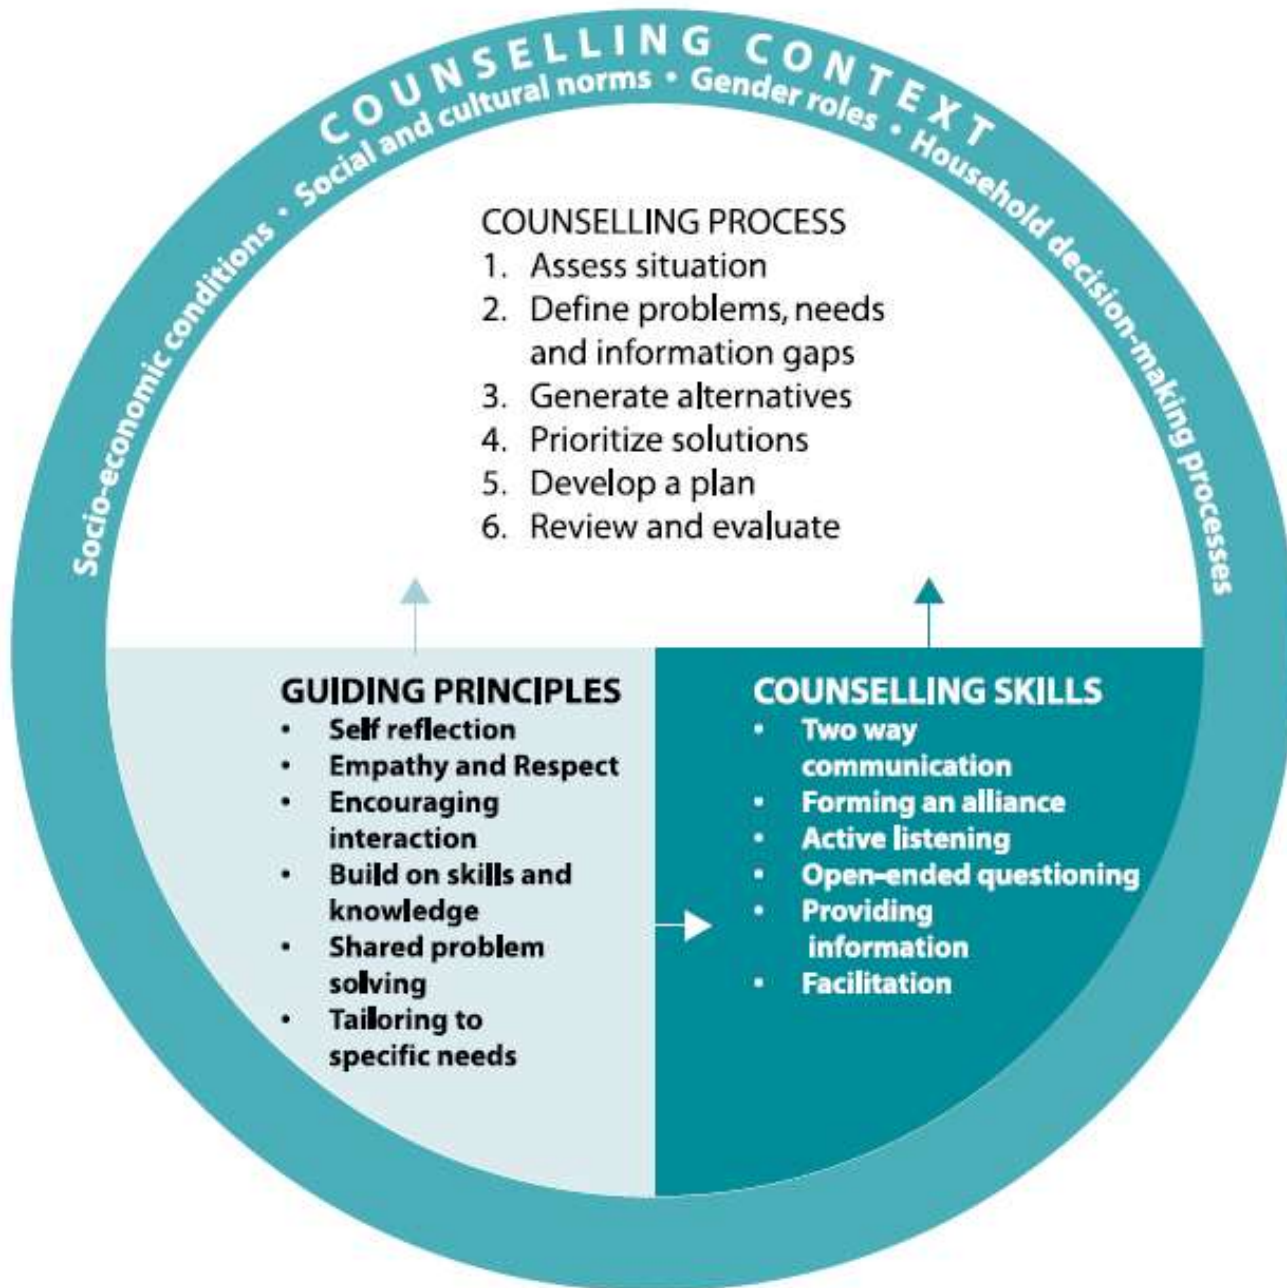 COUNSELLING CONTEXT
Socio-economic conditions • Social and cultural norms • Gender roles • Household decision-making processes
COUNSELLING PROCESS
1. Assess situation
2. Define problems, needs
and information gaps
3. Generate alternatives
4. Prioritize solutions
5. Develop a plan
6. Review and evaluate
GUIDING PRINCIPLES
• Self reflection
• Empathy and Respect
• Encouraging
interaction
• Build on skills and
knowledge
• Shared problem
solving
• Tailoring to
specific needs
COUNSELLING SKILLS
• Two way
communication
• Forming an alliance
• Active listening
• Open-ended questioning
• Providing
information
• Facilitation